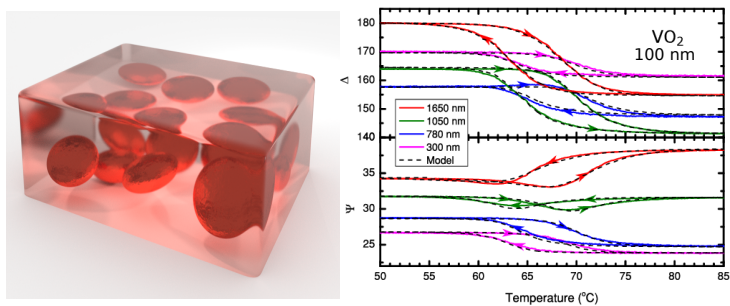 VO₂
100 nm
180
170
160
150
140
Δ
1650 nm
1050 nm
780 nm
300 nm
Model
35
30
25
Ψ
50 55 60 65 70 75 80 85
Temperature (°C)